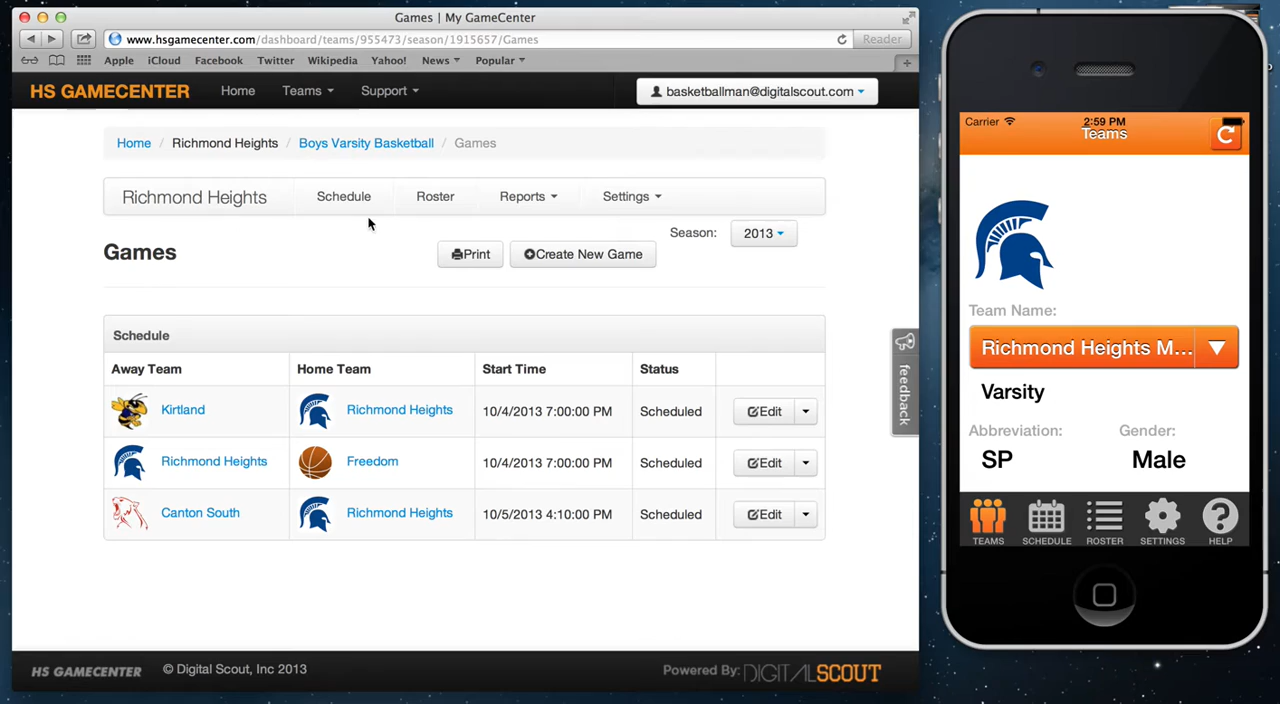 Games | My GameCenter
www.hsgamecenter.com/dashboard/teams/955473/season/1915657/Games
Reader
Apple iCloud Facebook Twitter Wikipedia Yahoo! News Popular
HS GAMECENTER Home Teams Support basketballman@digitalscout.com
Home / Richmond Heights / Boys Varsity Basketball / Games
Richmond Heights Schedule Roster Reports Settings
Season: 2013
Games Print Create New Game
Schedule
Away Team Home Team Start Time Status
Kirtland Richmond Heights 10/4/2013 7:00:00 PM Scheduled Edit
Richmond Heights Freedom 10/4/2013 7:00:00 PM Scheduled Edit
Canton South Richmond Heights 10/5/2013 4:10:00 PM Scheduled Edit
feedback
HS GAMECENTER © Digital Scout, Inc 2013 Powered By: DIGITALSCOUT
Carrier 2:59 PM
Teams
Team Name:
Richmond Heights M...
Varsity
Abbreviation: Gender:
SP Male
TEAMS SCHEDULE ROSTER SETTINGS HELP